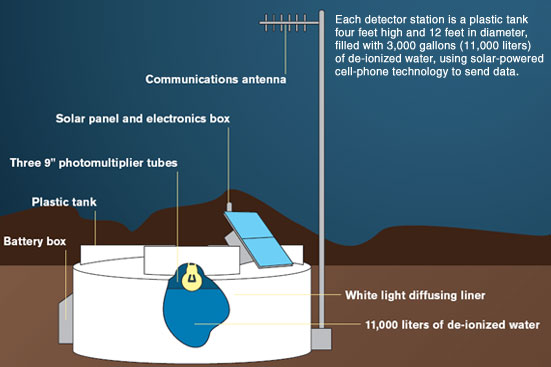 Each detector station is a plastic tank
four feet high and 12 feet in diameter,
filled with 3,000 gallons (11,000 liters)
of de-ionized water, using solar-powered
cell-phone technology to send data.
Communications antenna
Solar panel and electronics box
Three 9" photomultiplier tubes
Plastic tank
Battery box
White light diffusing liner
11,000 liters of de-ionized water